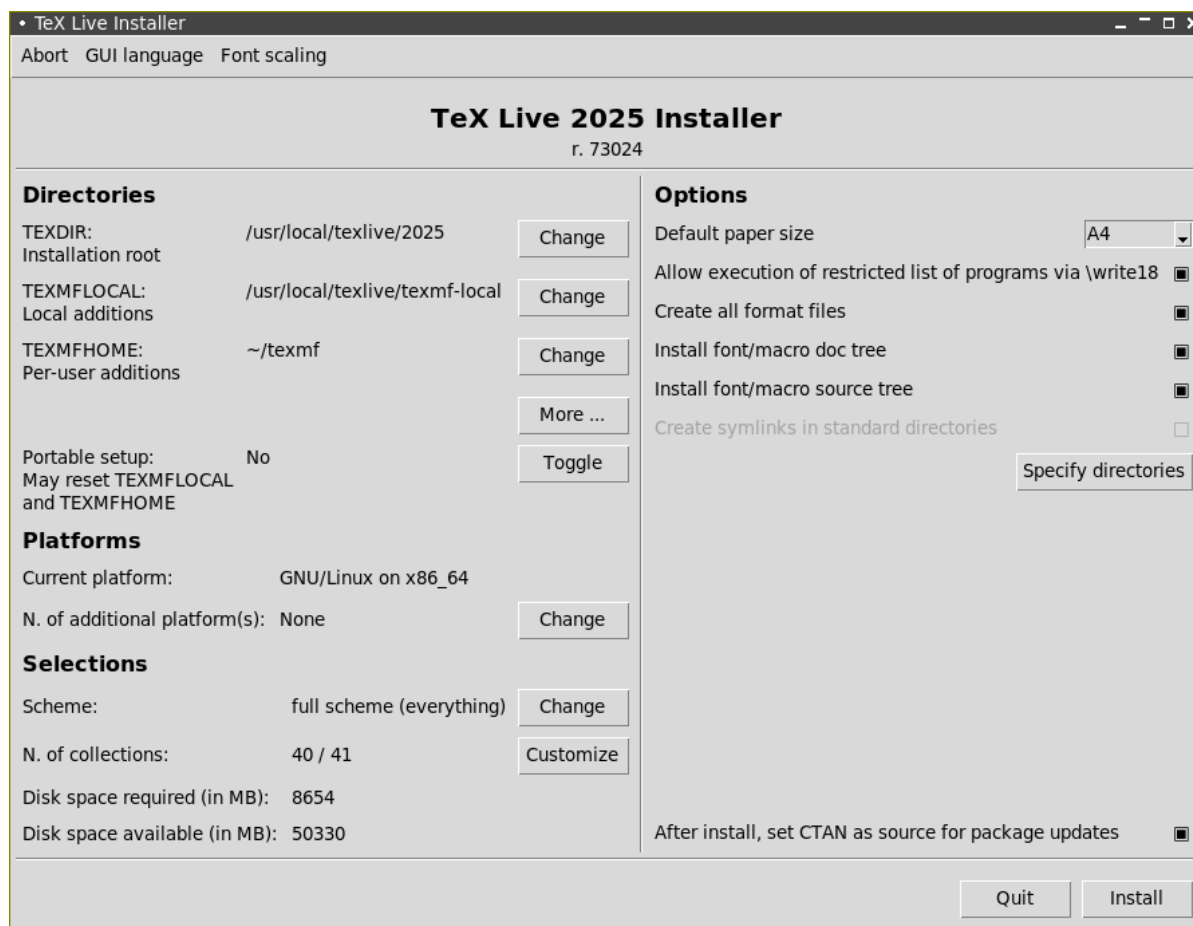 TeX Live Installer
Abort GUI language Font scaling
TeX Live 2025 Installer
r. 73024
Directories
TEXDIR: /usr/local/texlive/2025 Change
Installation root
TEXMFLOCAL: /usr/local/texlive/texmf-local Change
Local additions
TEXMFHOME: ~/texmf Change
Per-user additions
More ...
Portable setup: No Toggle
May reset TEXMFLOCAL
and TEXMFHOME
Platforms
Current platform: GNU/Linux on x86_64
N. of additional platform(s): None Change
Selections
Scheme: full scheme (everything) Change
N. of collections: 40 / 41 Customize
Disk space required (in MB): 8654
Disk space available (in MB): 50330
Options
Default paper size A4
Allow execution of restricted list of programs via \write18
Create all format files
Install font/macro doc tree
Install font/macro source tree
Create symlinks in standard directories
Specify directories
After install, set CTAN as source for package updates
Quit Install